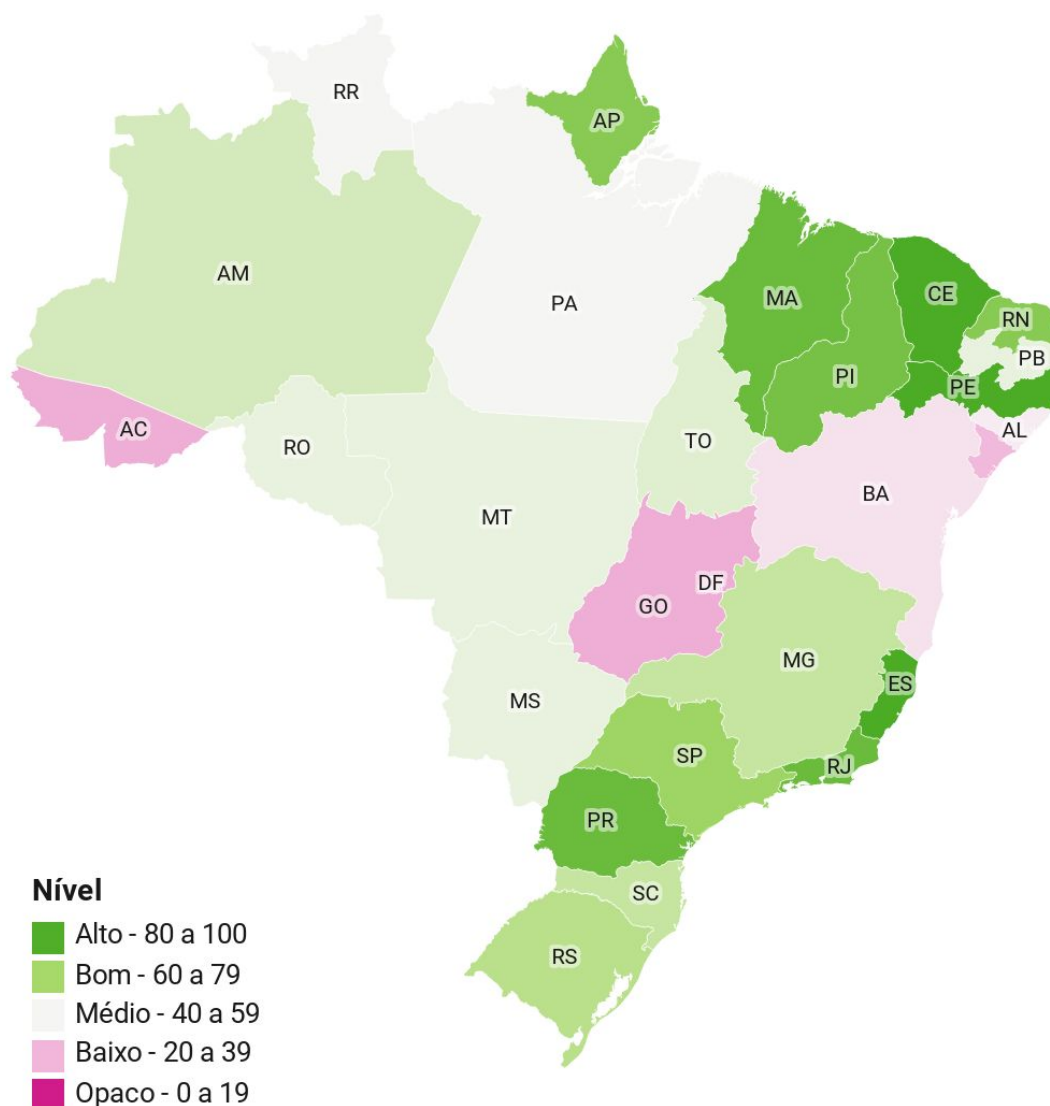 RR
AP
AM
PA
MA
CE
RN
PB
PI
PE
AC
RO
TO
AL
MT
BA
DF
GO
MG
ES
MS
SP
RJ
PR
SC
RS
Nível
Alto - 80 a 100
Bom - 60 a 79
Médio - 40 a 59
Baixo - 20 a 39
Opaco - 0 a 19